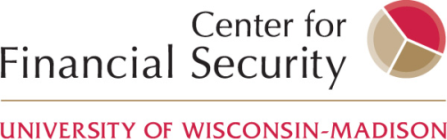 Center for
Financial Security
UNIVERSITY OF WISCONSIN-MADISON